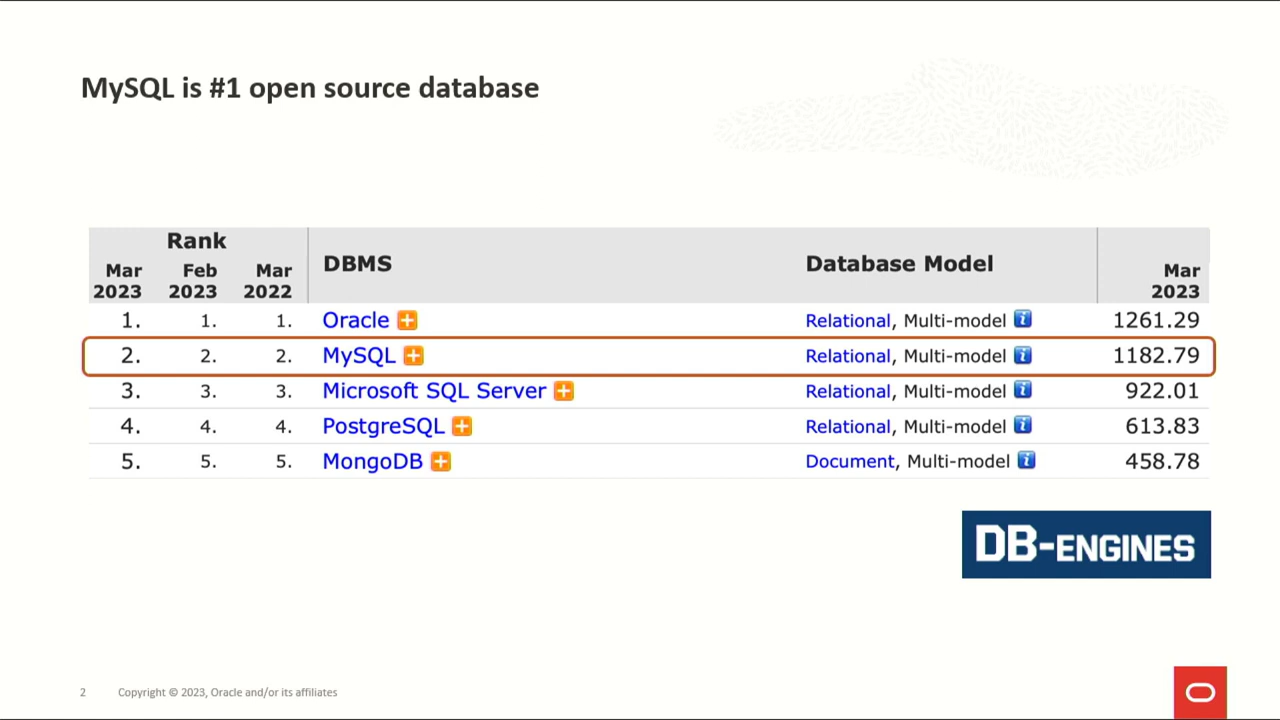 MySQL is #1 open source database
Rank
Mar 2023 Feb 2023 Mar 2022 DBMS Database Model Mar 2023
1. 1. 1. Oracle Relational, Multi-model 1261.29
2. 2. 2. MySQL Relational, Multi-model 1182.79
3. 3. 3. Microsoft SQL Server Relational, Multi-model 922.01
4. 4. 4. PostgreSQL Relational, Multi-model 613.83
5. 5. 5. MongoDB Document, Multi-model 458.78
DB-ENGINES
2 Copyright © 2023, Oracle and/or its affiliates